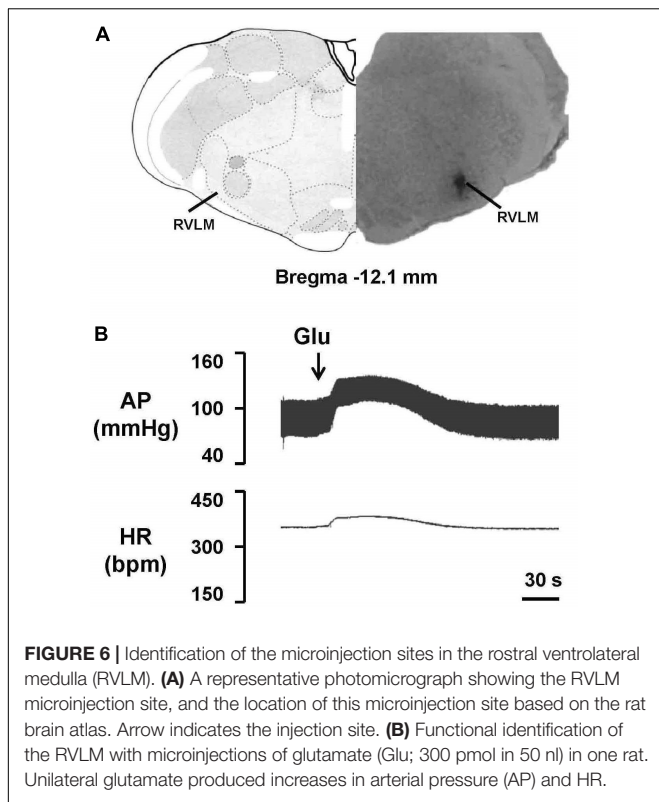 A
RVLM
RVLM
Bregma -12.1 mm
B
Glu
160
AP
(mmHg)
100
40
450
HR
(bpm)
300
150
30 s
FIGURE 6 | Identification of the microinjection sites in the rostral ventrolateral
medulla (RVLM). (A) A representative photomicrograph showing the RVLM
microinjection site, and the location of this microinjection site based on the rat
brain atlas. Arrow indicates the injection site. (B) Functional identification of
the RVLM with microinjections of glutamate (Glu; 300 pmol in 50 nl) in one rat.
Unilateral glutamate produced increases in arterial pressure (AP) and HR.